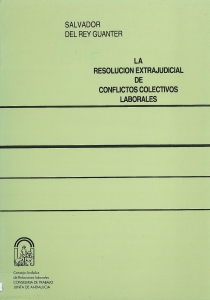 SALVADOR
DEL REY GUANTER
LA
RESOLUCION EXTRAJUDICIAL
DE
CONFLICTOS COLECTIVOS
LABORALES
Consejo Andaluz
de Relaciones Laborales
CONSEJERIA DE TRABAJO
JUNTA DE ANDALUCIA